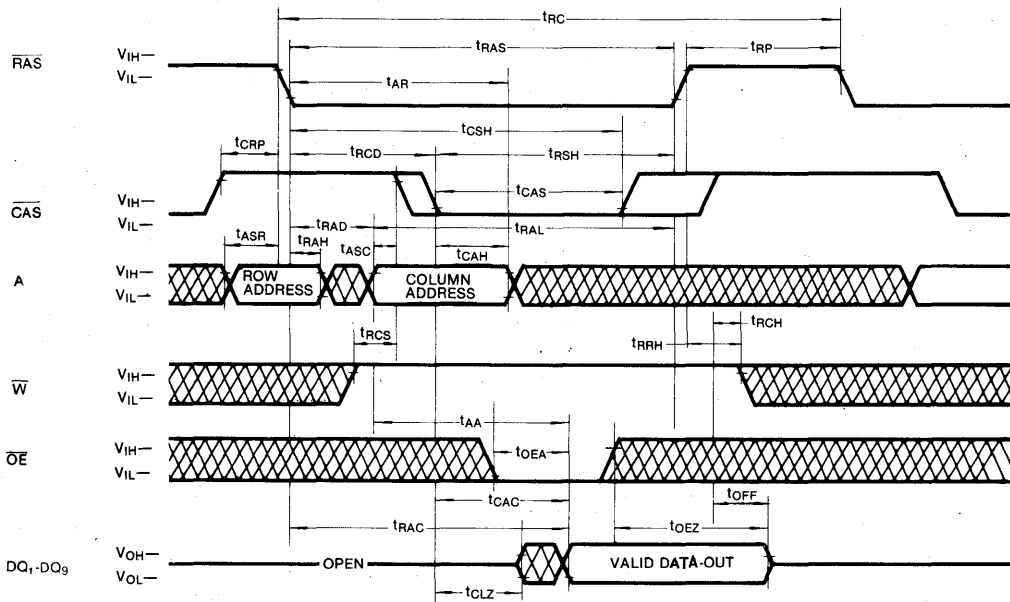 tRC
tRAS
tRP
RAS
VIH—
VIL—
tAR
tCSH
tCRP
tRCD
tRSH
CAS
VIH—
VIL—
tCAS
tRAD
tRAL
tASR
tRAH
tASC
tCAH
A
VIH—
VIL—
ROW
ADDRESS
COLUMN
ADDRESS
tRCS
tRCH
tRRH
W
VIH—
VIL—
tAA
OE
VIH—
VIL—
tOEA
tCAC
tOFF
tRAC
tOEZ
DQ1-DQ9
VOH—
VOL—
OPEN
VALID DATA-OUT
tCLZ